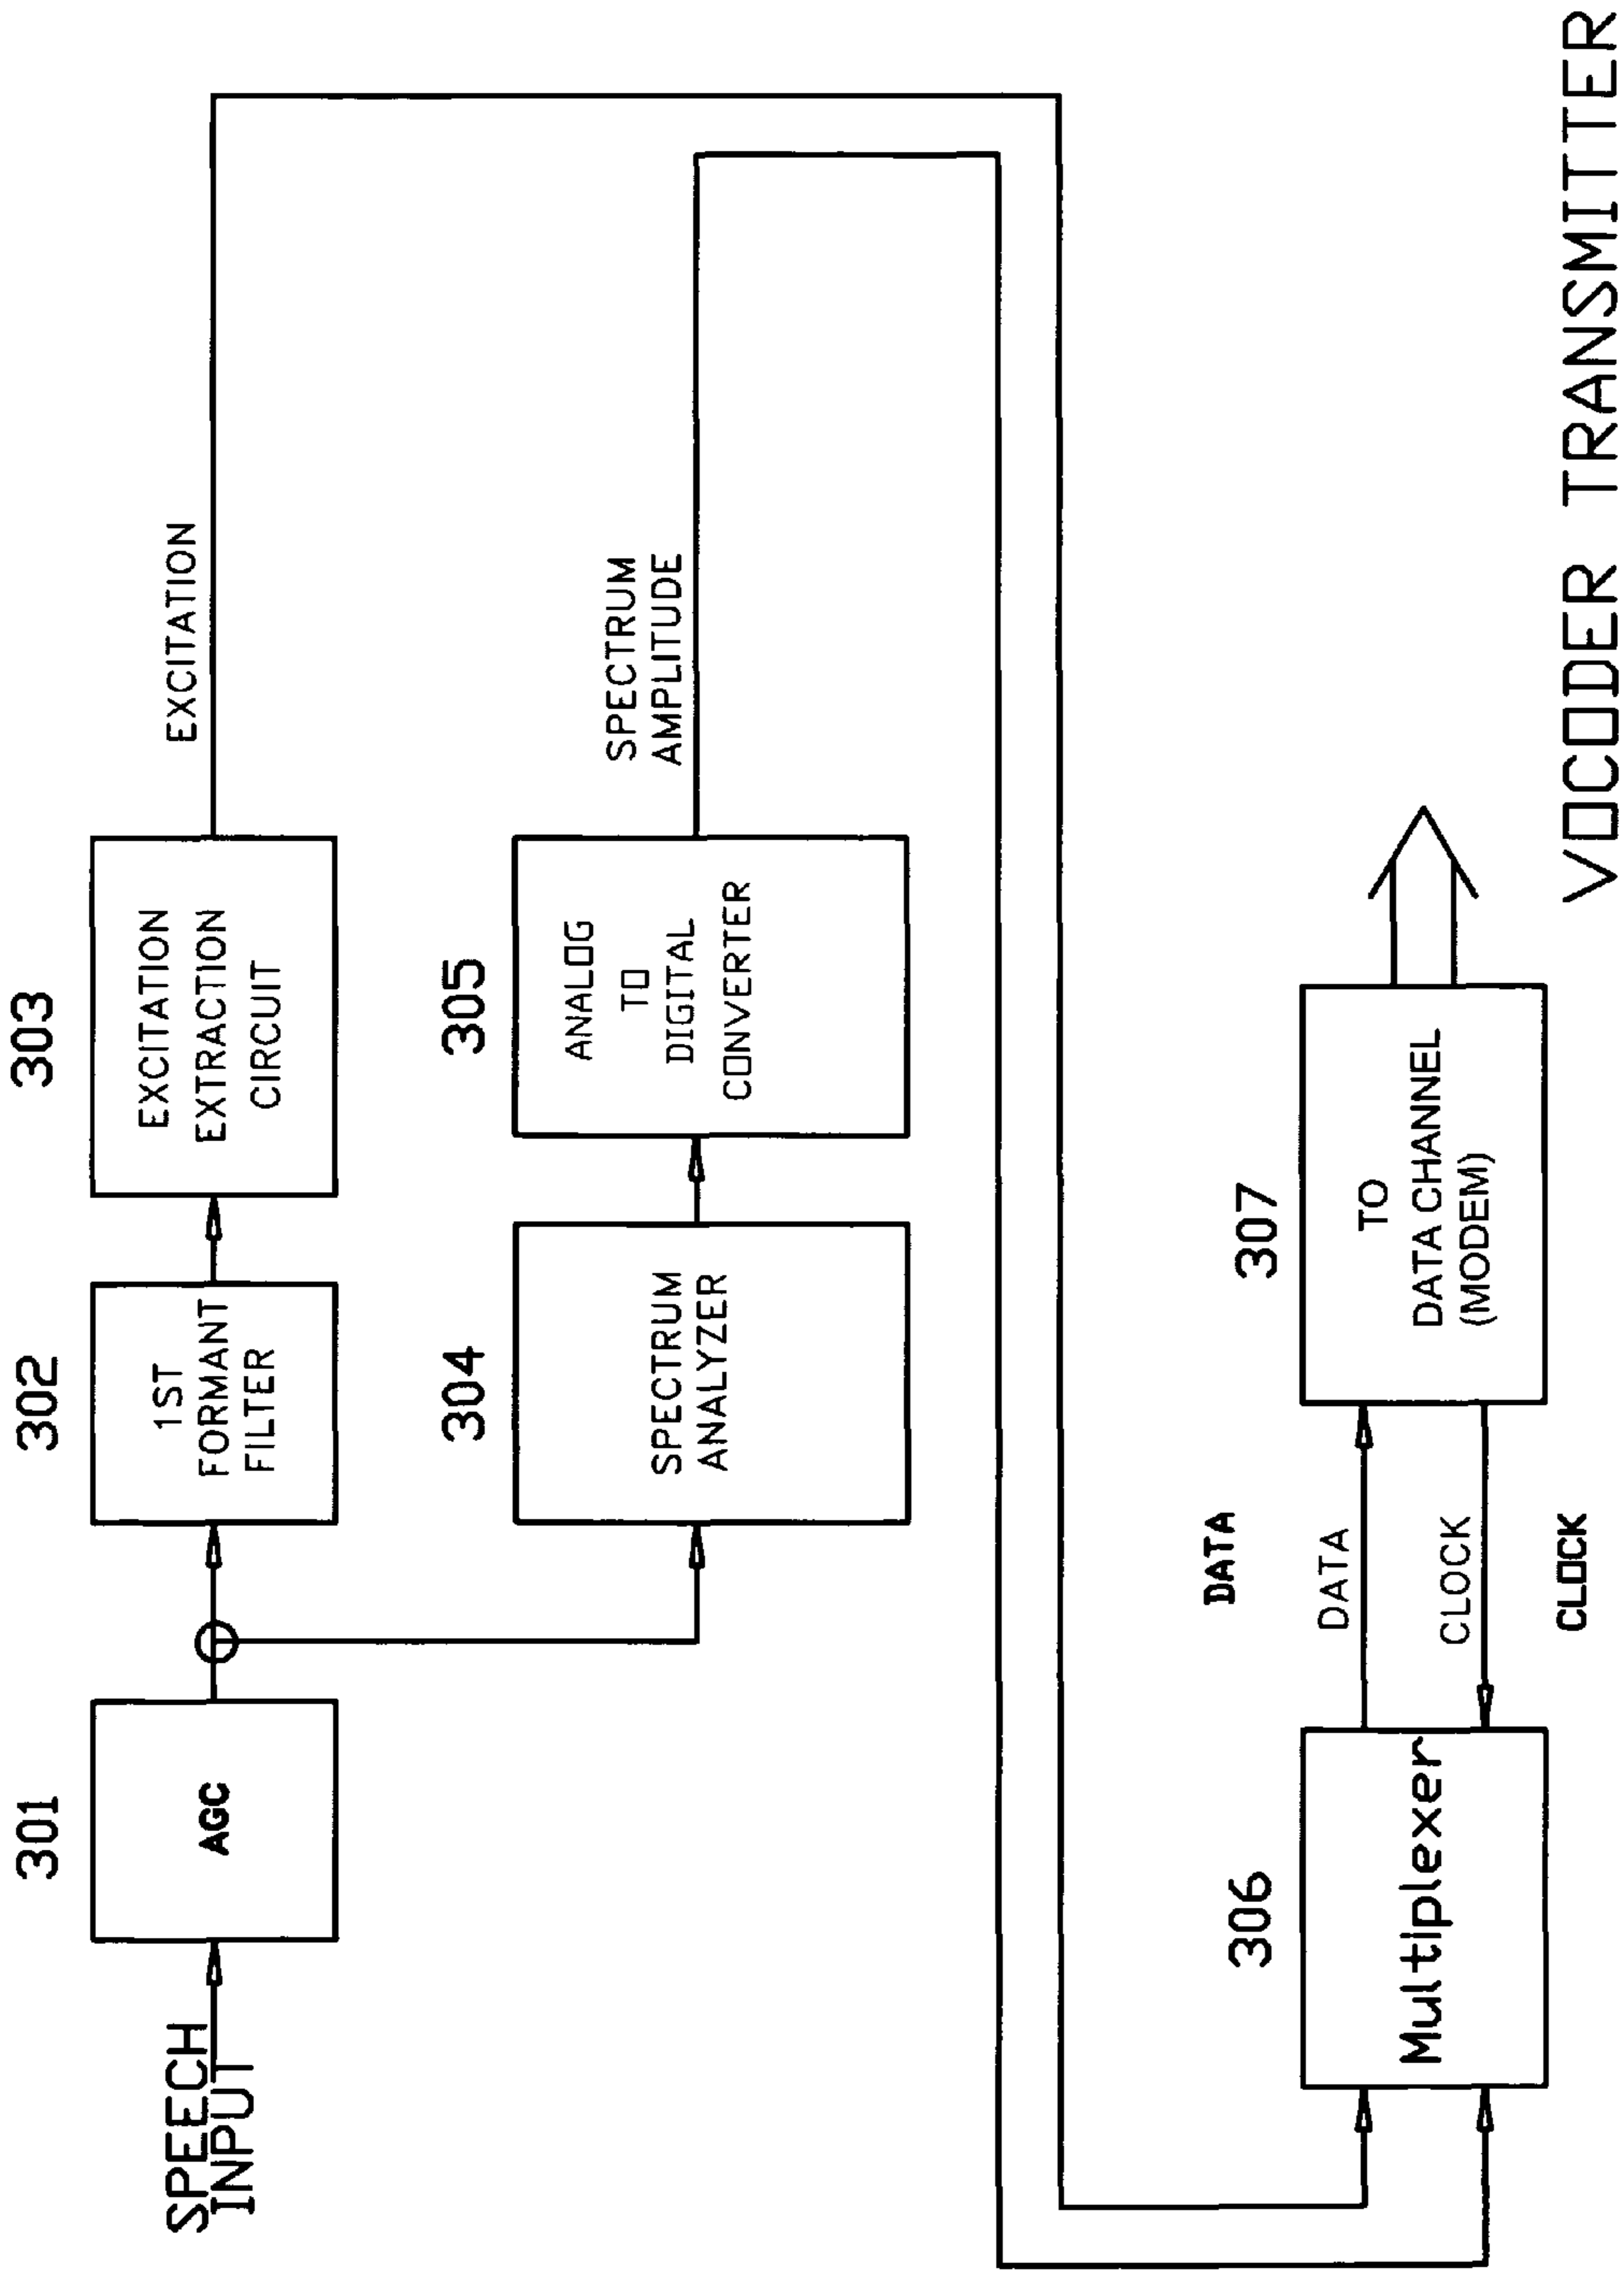 301
302
303
SPEECH
INPUT
AGC
1ST
FORMANT
FILTER
EXCITATION
EXTRACTION
CIRCUIT
EXCITATION
304
305
SPECTRUM
ANALYZER
ANALOG
TO
DIGITAL
CONVERTER
SPECTRUM
AMPLITUDE
306
307
Multiplexer
DATA
DATA
CLOCK
CLOCK
TO
DATA CHANNEL
(MODEM)
VOCODER TRANSMITTER